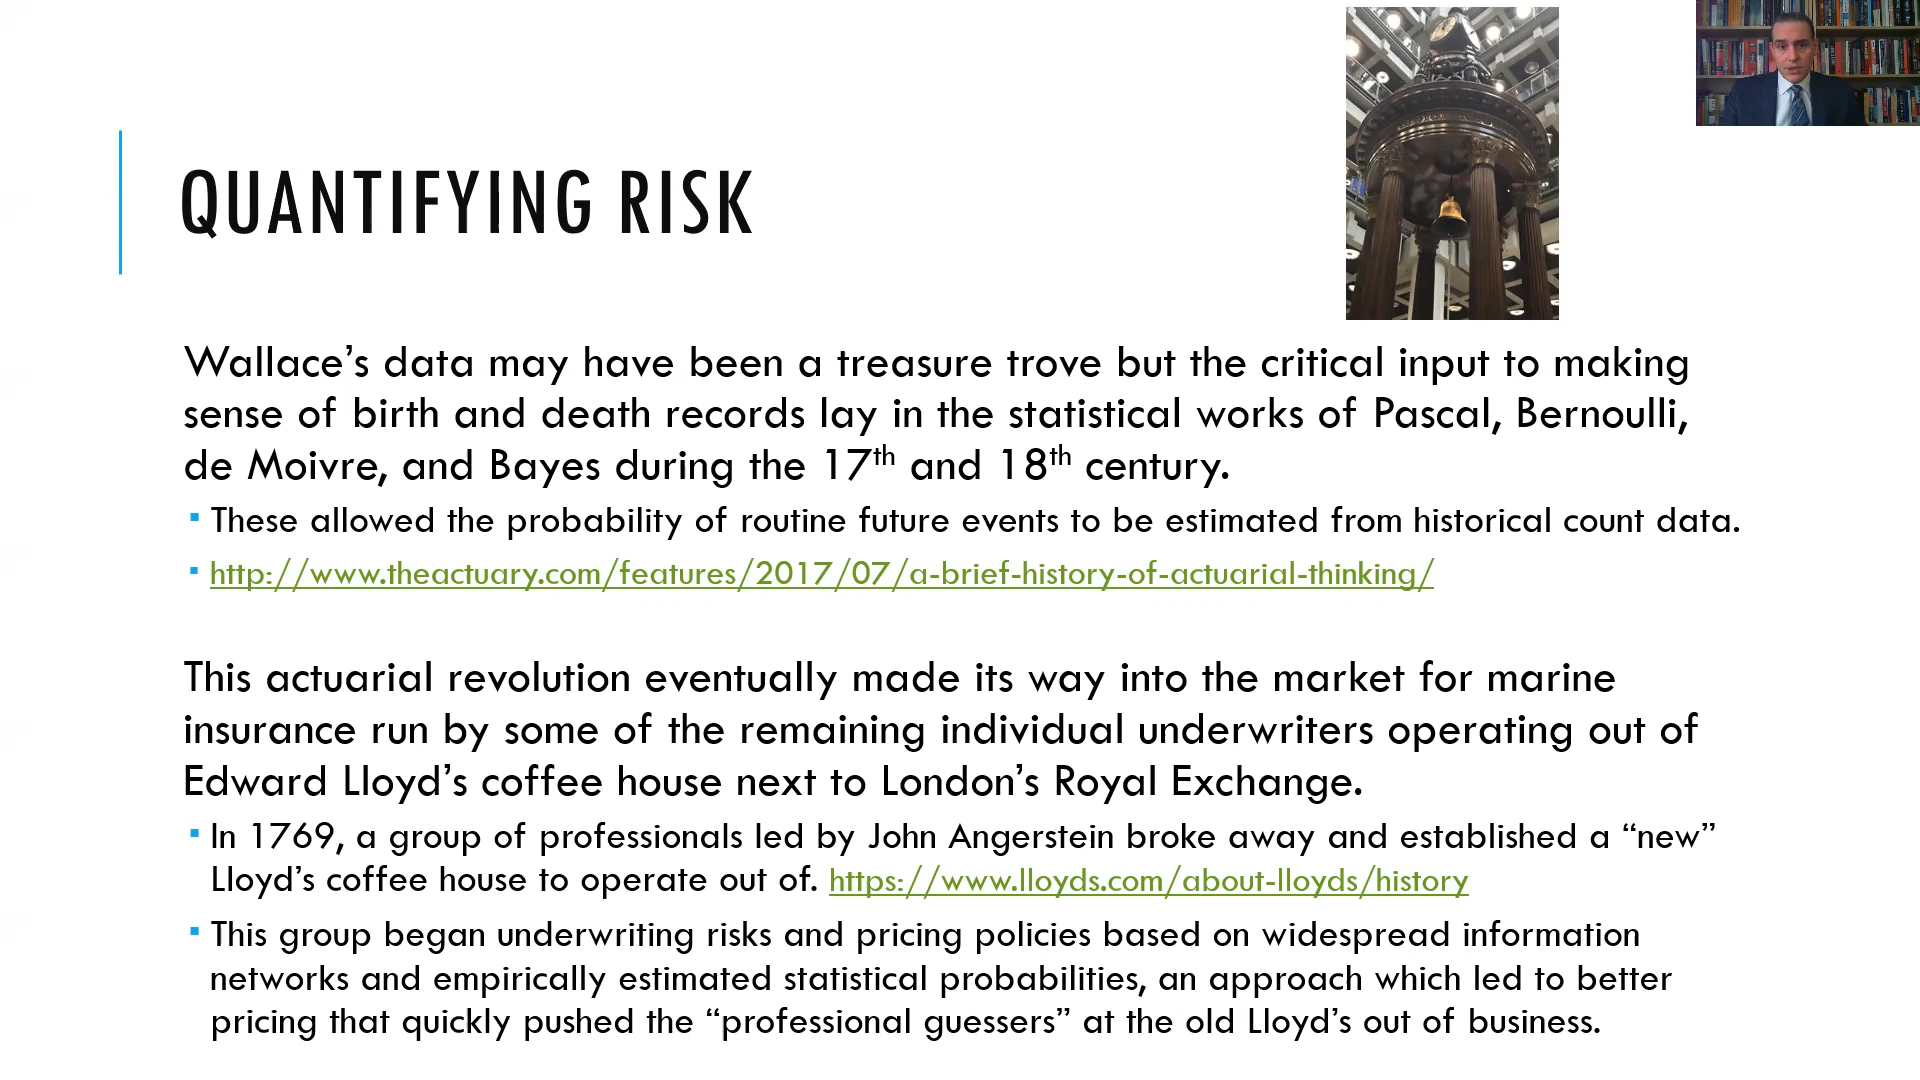 QUANTIFYING RISK
Wallace’s data may have been a treasure trove but the critical input to making
sense of birth and death records lay in the statistical works of Pascal, Bernoulli,
de Moivre, and Bayes during the 17th and 18th century.
▪ These allowed the probability of routine future events to be estimated from historical count data.
▪ http://www.theactuary.com/features/2017/07/a-brief-history-of-actuarial-thinking/
This actuarial revolution eventually made its way into the market for marine
insurance run by some of the remaining individual underwriters operating out of
Edward Lloyd’s coffee house next to London’s Royal Exchange.
▪ In 1769, a group of professionals led by John Angerstein broke away and established a “new”
Lloyd’s coffee house to operate out of. https://www.lloyds.com/about-lloyds/history
▪ This group began underwriting risks and pricing policies based on widespread information
networks and empirically estimated statistical probabilities, an approach which led to better
pricing that quickly pushed the “professional guessers” at the old Lloyd’s out of business.